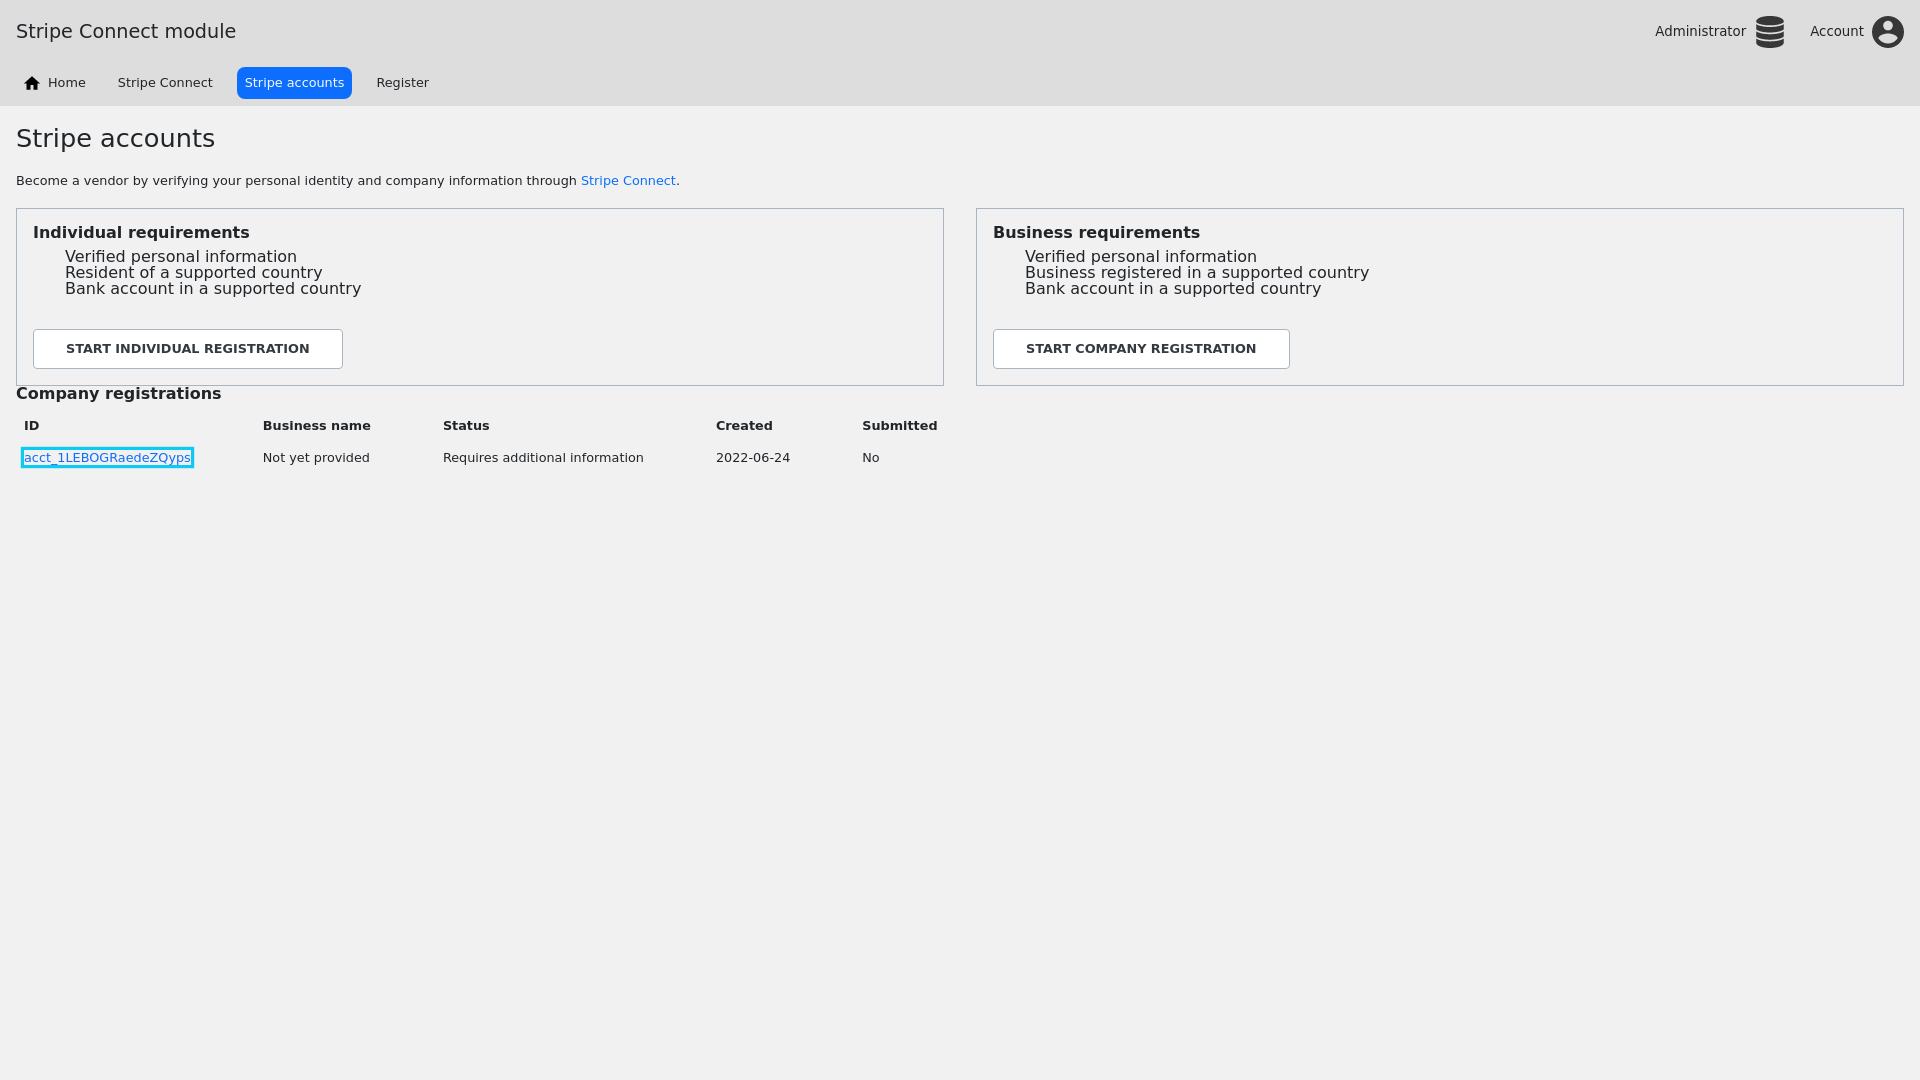 Stripe Connect module
Administrator
Account
Home
Stripe Connect
Stripe accounts
Register
Stripe accounts
Become a vendor by verifying your personal identity and company information through Stripe Connect.
Individual requirements
Verified personal information
Resident of a supported country
Bank account in a supported country
START INDIVIDUAL REGISTRATION
Business requirements
Verified personal information
Business registered in a supported country
Bank account in a supported country
START COMPANY REGISTRATION
Company registrations
ID Business name Status Created Submitted
acct_1LEBOGRaedeZQyps Not yet provided Requires additional information 2022-06-24 No